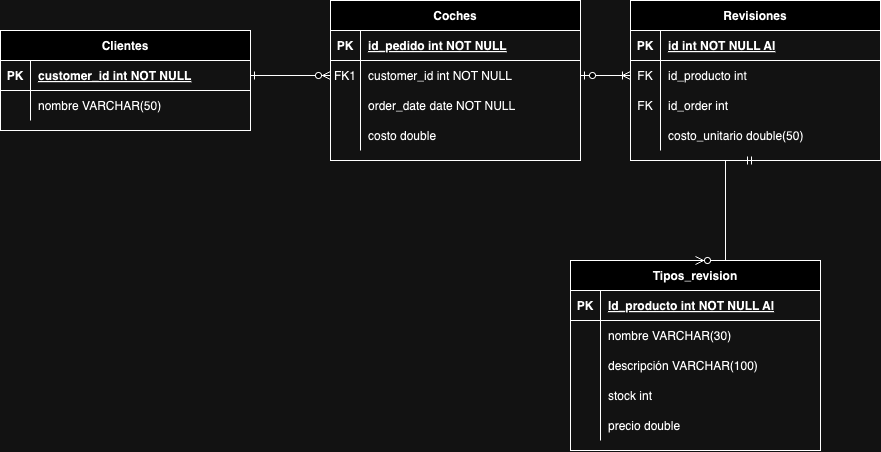 Clientes
PK customer_id int NOT NULL
nombre VARCHAR(50)
Coches
PK id_pedido int NOT NULL
FK1 customer_id int NOT NULL
order_date date NOT NULL
costo double
Revisiones
PK id int NOT NULL AI
FK id_producto int
FK id_order int
costo_unitario double(50)
Tipos_revision
PK Id_producto int NOT NULL AI
nombre VARCHAR(30)
descripción VARCHAR(100)
stock int
precio double